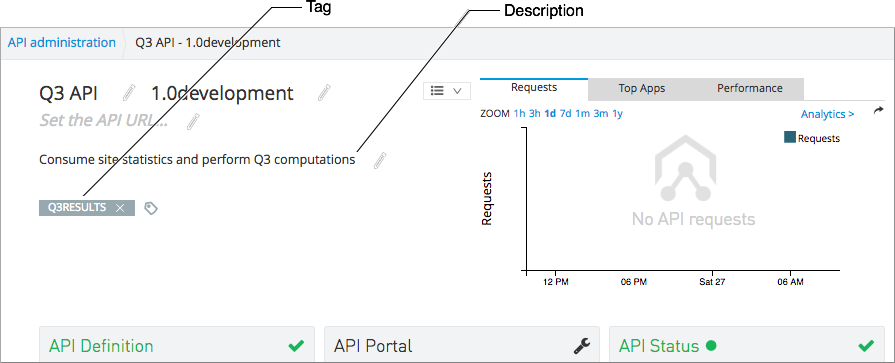 Tag
Description
API administration
Q3 API - 1.0development
Q3 API
1.0development
Set the API URL...
Consume site statistics and perform Q3 computations
Q3RESULTS ×
Requests
Top Apps
Performance
ZOOM 1h 3h 1d 7d 1m 3m 1y
Analytics >
Requests
Requests
No API requests
12 PM
06 PM
Sat 27
06 AM
API Definition
API Portal
API Status